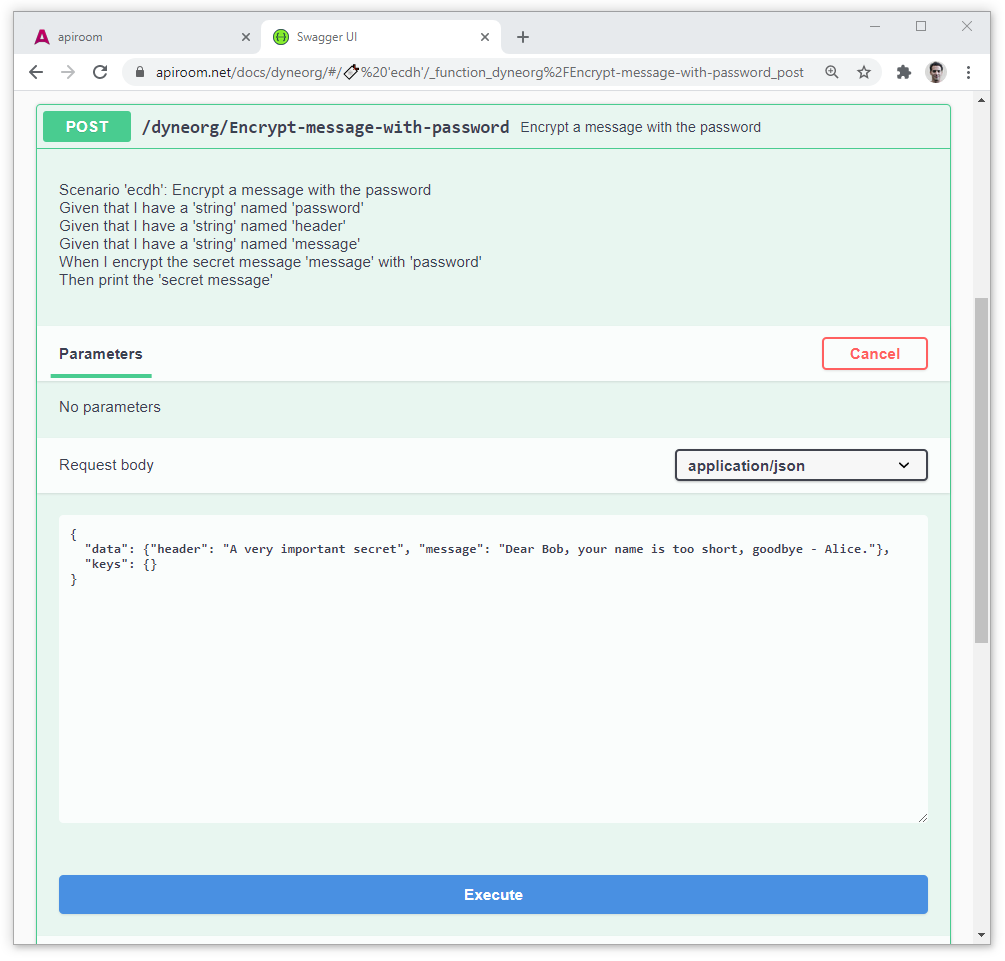 apiroom
Swagger UI
apiroom.net/docs/dyneorg/#/🗝%20'ecdh'/_function_dyneorg%2FEncrypt-message-with-password_post
POST /dyneorg/Encrypt-message-with-password Encrypt a message with the password
Scenario 'ecdh': Encrypt a message with the password
Given that I have a 'string' named 'password'
Given that I have a 'string' named 'header'
Given that I have a 'string' named 'message'
When I encrypt the secret message 'message' with 'password'
Then print the 'secret message'
Parameters
Cancel
No parameters
Request body
application/json
{
"data": {"header": "A very important secret", "message": "Dear Bob, your name is too short, goodbye - Alice."},
"keys": {}
}
Execute